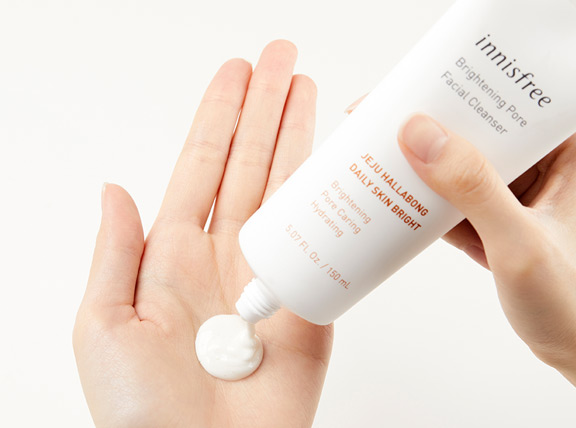 innisfree
Brightening Pore
Facial Cleanser
JEJU HALLABONG
DAILY SKIN BRIGHT
Brightening
Pore Caring
Hydrating
5.07 Fl. Oz. / 150 mL